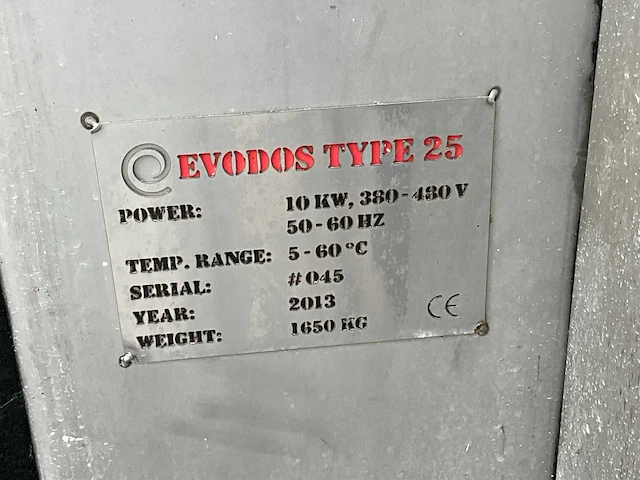 EVODOS TYPE 25
POWER: 10 KW, 380-480 V
50-60 HZ
TEMP. RANGE: 5-60 °C
SERIAL: #045
YEAR: 2013
WEIGHT: 1650 KG
CE